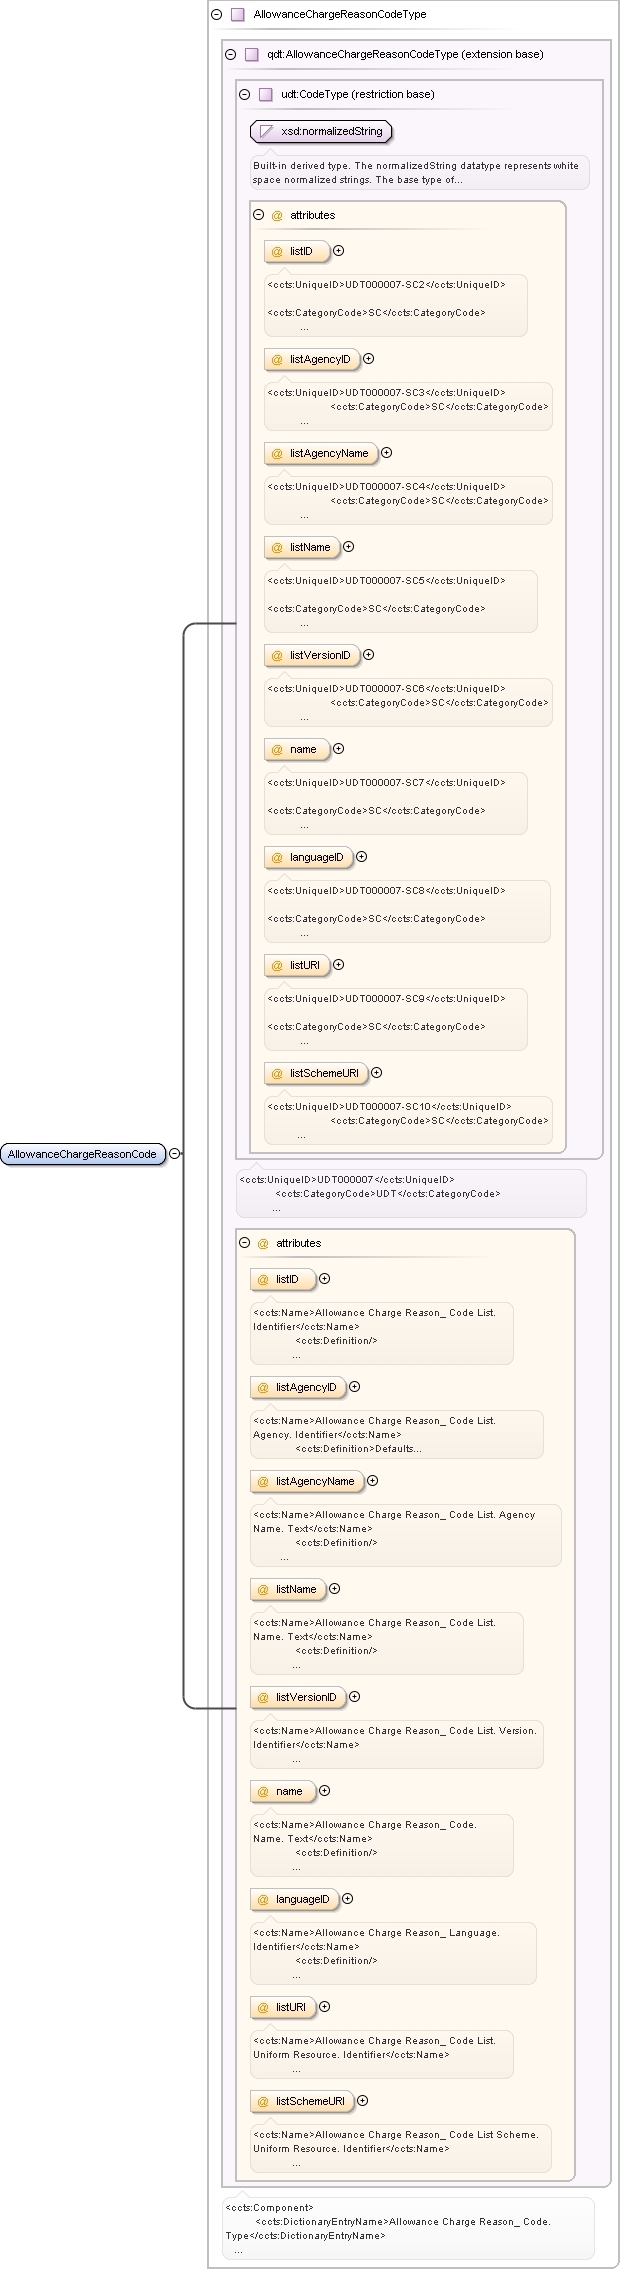 AllowanceChargeReasonCodeType
qdt:AllowanceChargeReasonCodeType (extension base)
udt:CodeType (restriction base)
xsd:normalizedString
Built-in derived type. The normalizedString datatype represents white
space normalized strings. The base type of...
@ attributes
@ listID
<ccts:UniqueID>UDT000007-SC2</ccts:UniqueID>
<ccts:CategoryCode>SC</ccts:CategoryCode>
...
@ listAgencyID
<ccts:UniqueID>UDT000007-SC3</ccts:UniqueID>
<ccts:CategoryCode>SC</ccts:CategoryCode>
...
@ listAgencyName
<ccts:UniqueID>UDT000007-SC4</ccts:UniqueID>
<ccts:CategoryCode>SC</ccts:CategoryCode>
...
@ listName
<ccts:UniqueID>UDT000007-SC5</ccts:UniqueID>
<ccts:CategoryCode>SC</ccts:CategoryCode>
...
@ listVersionID
<ccts:UniqueID>UDT000007-SC6</ccts:UniqueID>
<ccts:CategoryCode>SC</ccts:CategoryCode>
...
@ name
<ccts:UniqueID>UDT000007-SC7</ccts:UniqueID>
<ccts:CategoryCode>SC</ccts:CategoryCode>
...
@ languageID
<ccts:UniqueID>UDT000007-SC8</ccts:UniqueID>
<ccts:CategoryCode>SC</ccts:CategoryCode>
...
@ listURI
<ccts:UniqueID>UDT000007-SC9</ccts:UniqueID>
<ccts:CategoryCode>SC</ccts:CategoryCode>
...
@ listSchemeURI
<ccts:UniqueID>UDT000007-SC10</ccts:UniqueID>
<ccts:CategoryCode>SC</ccts:CategoryCode>
...
AllowanceChargeReasonCode
<ccts:UniqueID>UDT000007</ccts:UniqueID>
<ccts:CategoryCode>UDT</ccts:CategoryCode>
...
@ attributes
@ listID
<ccts:Name>Allowance Charge Reason_ Code List.
Identifier</ccts:Name>
<ccts:Definition/>
...
@ listAgencyID
<ccts:Name>Allowance Charge Reason_ Code List.
Agency. Identifier</ccts:Name>
<ccts:Definition>Defaults...
@ listAgencyName
<ccts:Name>Allowance Charge Reason_ Code List. Agency
Name. Text</ccts:Name>
<ccts:Definition/>
...
@ listName
<ccts:Name>Allowance Charge Reason_ Code List.
Name. Text</ccts:Name>
<ccts:Definition/>
...
@ listVersionID
<ccts:Name>Allowance Charge Reason_ Code List. Version.
Identifier</ccts:Name>
...
@ name
<ccts:Name>Allowance Charge Reason_ Code.
Name. Text</ccts:Name>
<ccts:Definition/>
...
@ languageID
<ccts:Name>Allowance Charge Reason_ Language.
Identifier</ccts:Name>
<ccts:Definition/>
...
@ listURI
<ccts:Name>Allowance Charge Reason_ Code List.
Uniform Resource. Identifier</ccts:Name>
...
@ listSchemeURI
<ccts:Name>Allowance Charge Reason_ Code List Scheme.
Uniform Resource. Identifier</ccts:Name>
...
<ccts:Component>
<ccts:DictionaryEntryName>Allowance Charge Reason_ Code.
Type</ccts:DictionaryEntryName>
...